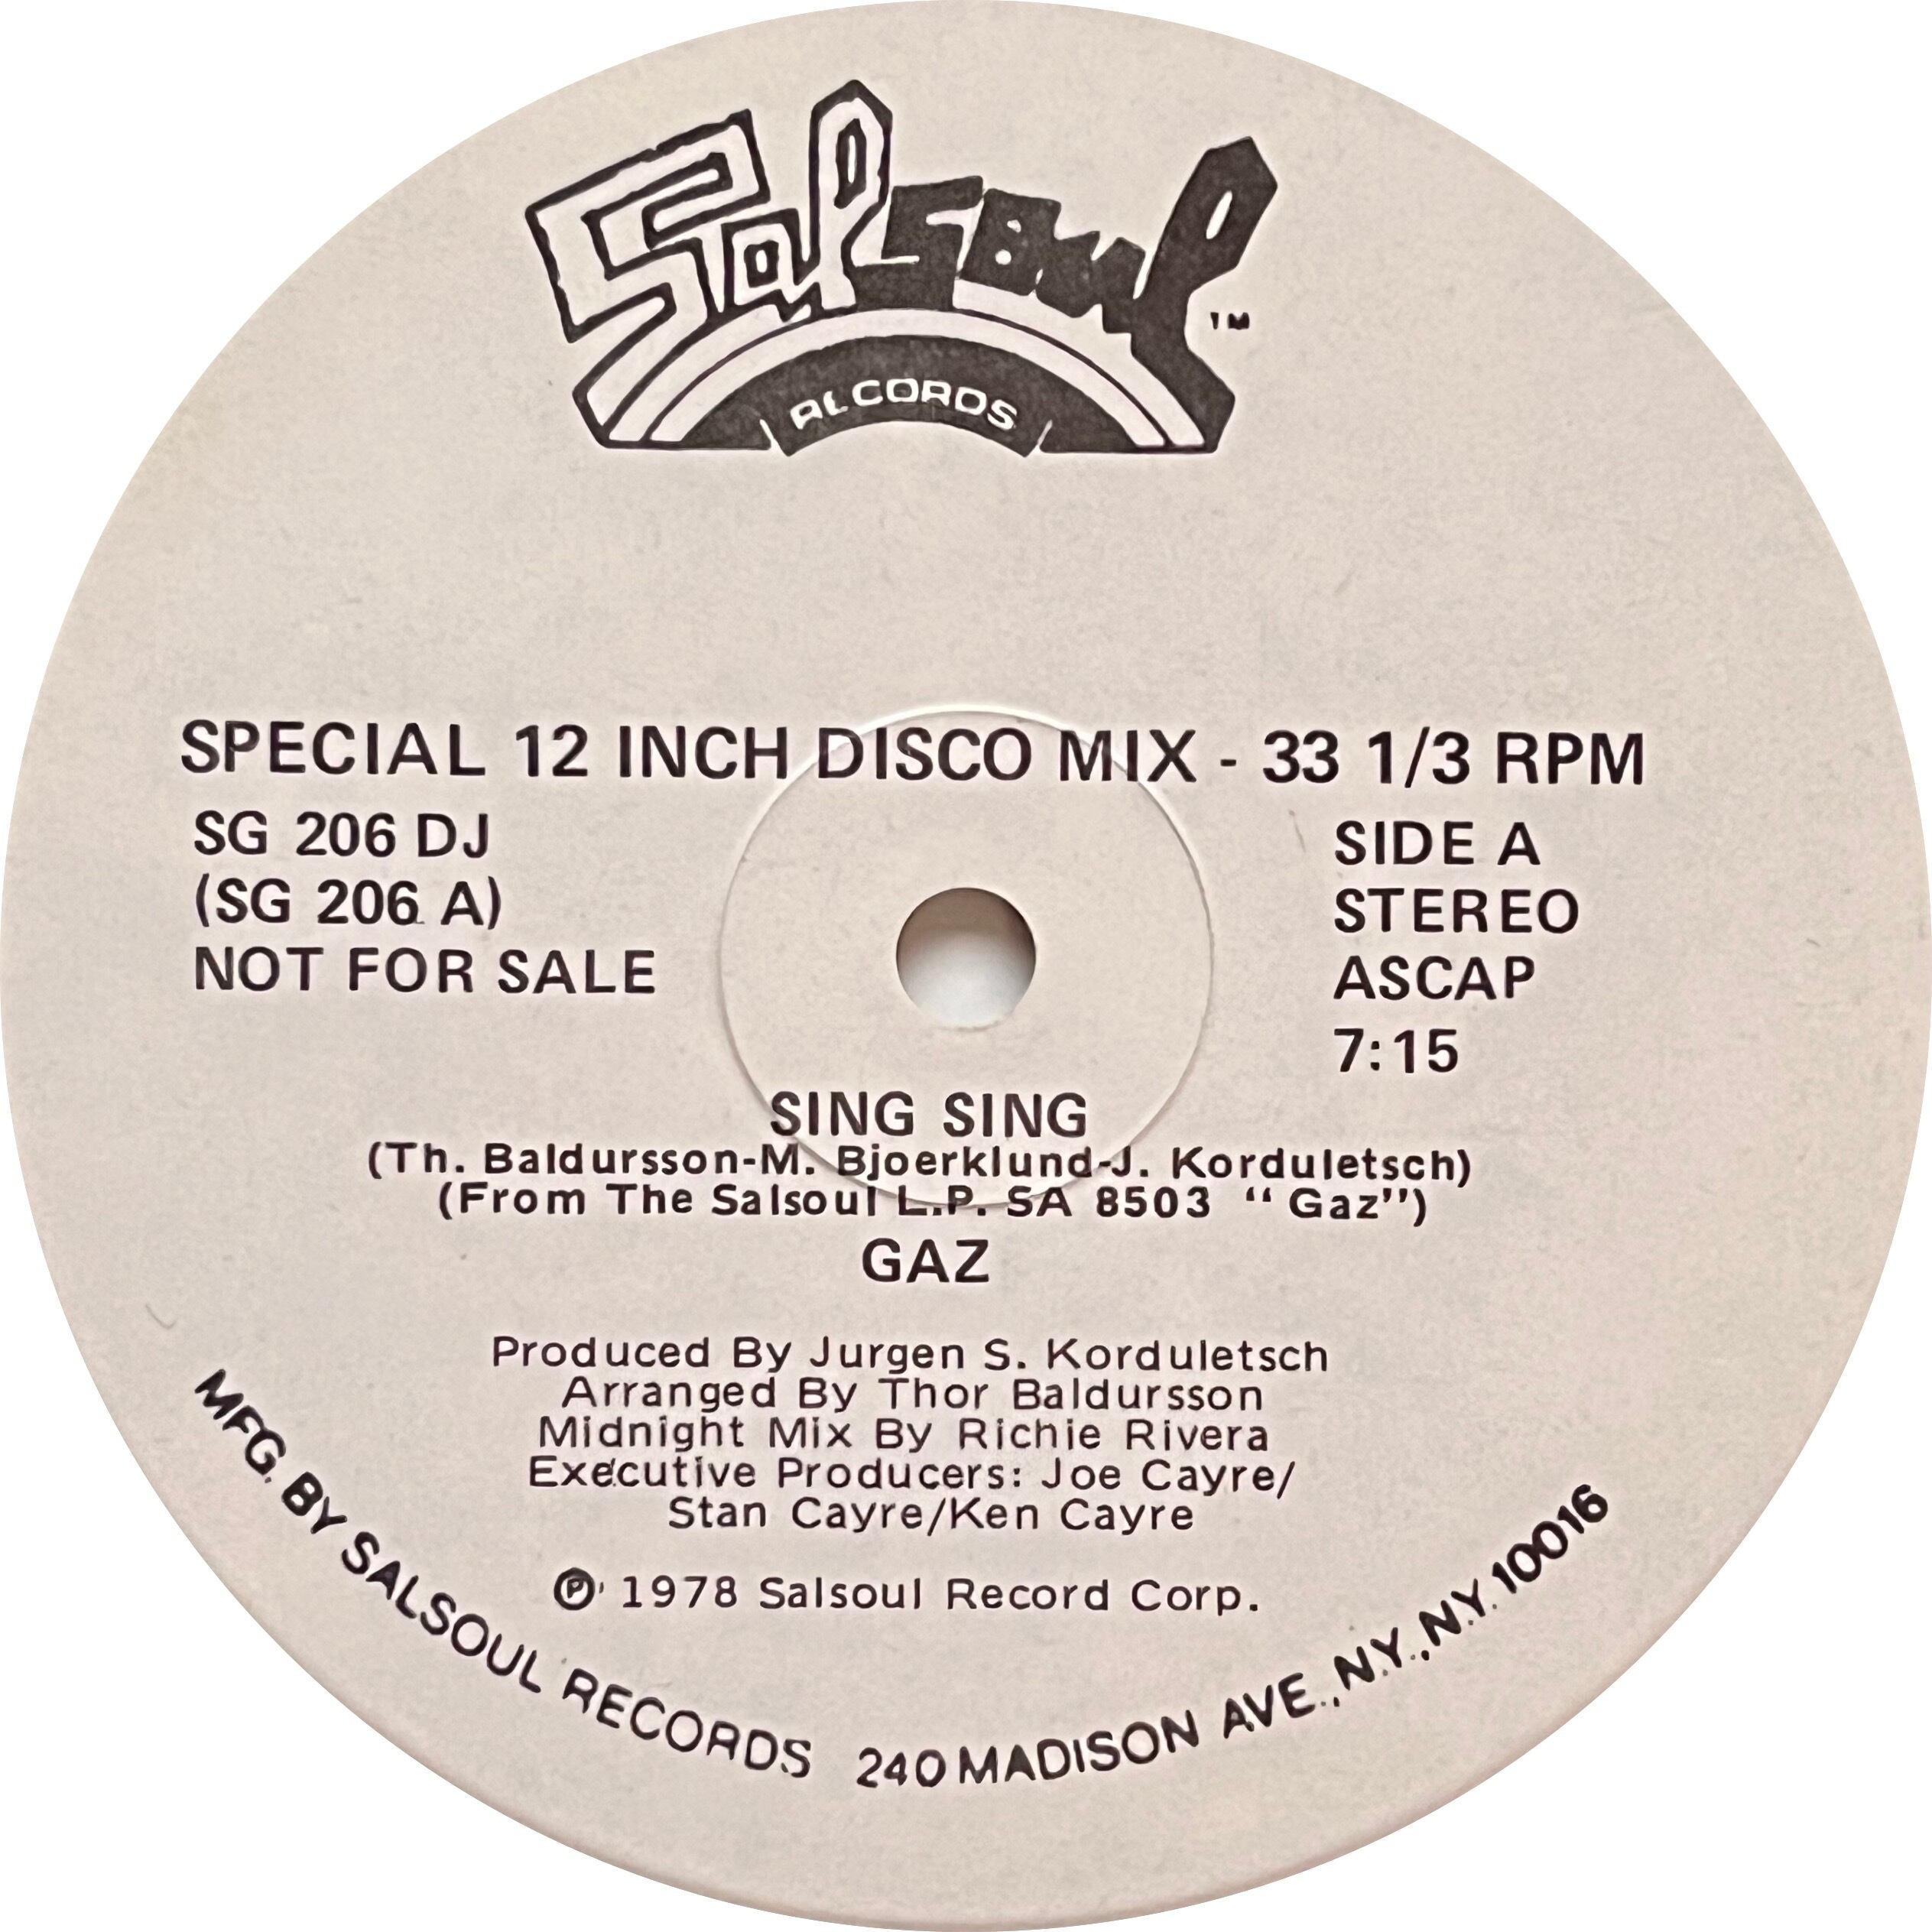 Salsoul
RECORDS
TM
SPECIAL 12 INCH DISCO MIX - 33 1/3 RPM
SG 206 DJ
(SG 206 A)
NOT FOR SALE
SIDE A
STEREO
ASCAP
7:15
SING SING
(Th. Baldursson-M. Bjoerklund-J. Korduletsch)
(From The Salsoul L.P. SA 8503 "Gaz")
GAZ
Produced By Jurgen S. Korduletsch
Arranged By Thor Baldursson
Midnight Mix By Richie Rivera
Executive Producers: Joe Cayre/
Stan Cayre/Ken Cayre
℗ 1978 Salsoul Record Corp.
MFG. BY SALSOUL RECORDS 240 MADISON AVE., N.Y., N.Y. 10016